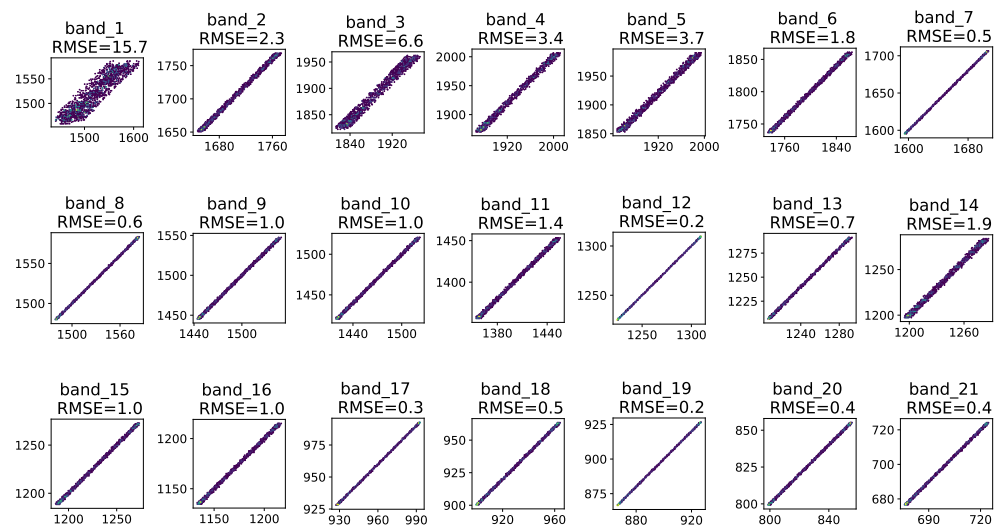 band_1
RMSE=15.7
band_2
RMSE=2.3
band_3
RMSE=6.6
band_4
RMSE=3.4
band_5
RMSE=3.7
band_6
RMSE=1.8
band_7
RMSE=0.5
1550
1500
1500 1600
1750
1700
1650
1680 1760
1950
1900
1850
1840 1920
2000
1950
1900
1920 2000
1950
1900
1850
1920 2000
1850
1800
1750
1760 1840
1700
1650
1600
1600 1680
band_8
RMSE=0.6
band_9
RMSE=1.0
band_10
RMSE=1.0
band_11
RMSE=1.4
band_12
RMSE=0.2
band_13
RMSE=0.7
band_14
RMSE=1.9
1550
1500
1500 1560
1550
1500
1450
1440 1500
1500
1450
1440 1500
1450
1400
1380 1440
1300
1250
1250 1300
1275
1250
1225
1240 1280
1250
1200
1200 1260
band_15
RMSE=1.0
band_16
RMSE=1.0
band_17
RMSE=0.3
band_18
RMSE=0.5
band_19
RMSE=0.2
band_20
RMSE=0.4
band_21
RMSE=0.4
1250
1200
1200 1250
1200
1150
1150 1200
975
950
925
930 960 990
950
925
900
920 960
925
900
875
880 920
850
825
800
800 840
720
700
680
680 720